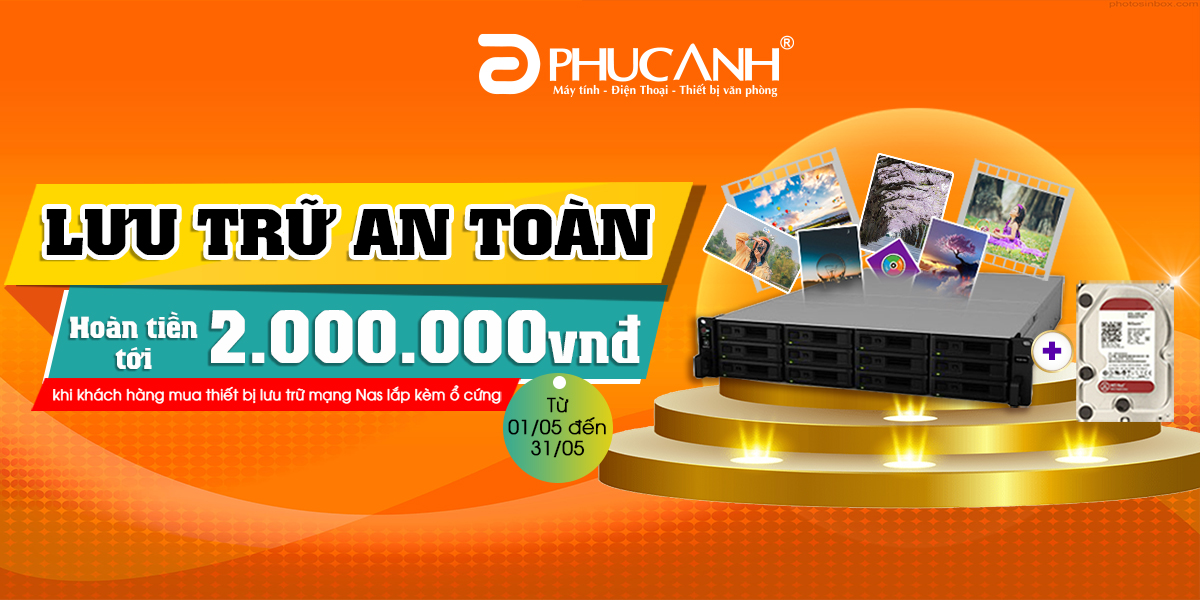 photosinbox.com
PHUCANH®
Máy tính - Điện Thoại - Thiết bị văn phòng
LƯU TRỮ AN TOÀN
Hoàn tiền
tới
2.000.000vnđ
khi khách hàng mua thiết bị lưu trữ mạng Nas lắp kèm ổ cứng
Từ
01/05 đến
31/05
+